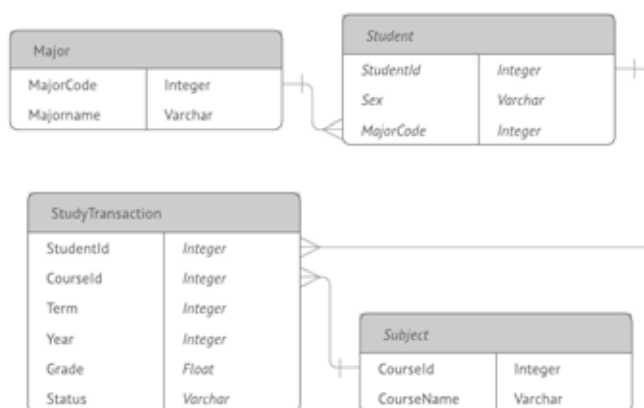 Major
MajorCode Integer
Majorname Varchar
Student
StudentId Integer
Sex Varchar
MajorCode Integer
StudyTransaction
StudentId Integer
CourseId Integer
Term Integer
Year Integer
Grade Float
Status Varchar
Subject
CourseId Integer
CourseName Varchar